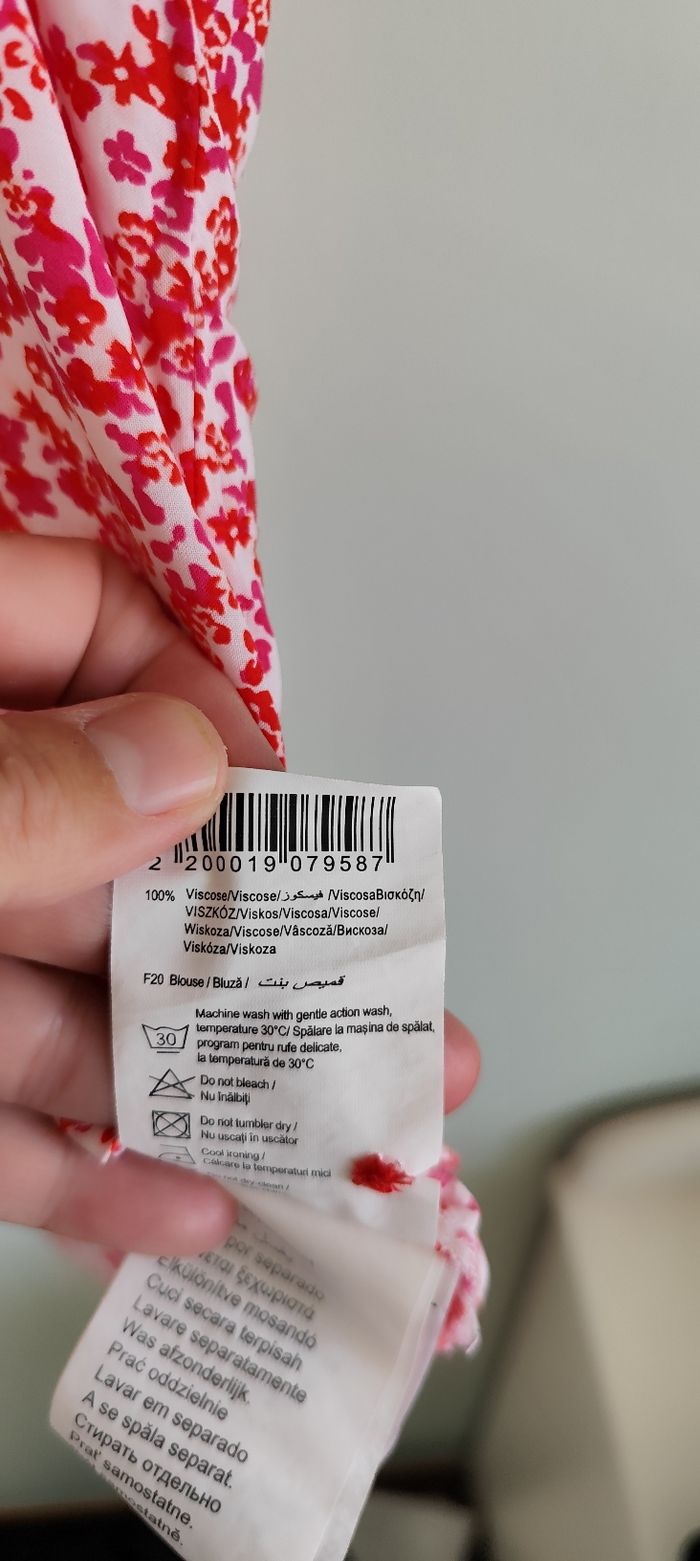 2 200019 079587
100% Viscose/Viscose/فيسكوز /ViscosaΒισκόζη/
VISZKÓZ/Viskos/Viscosa/Viscose/
Wiskoza/Viscose/Vâscoză/Вискоза/
Viskóza/Viskoza
F20 Blouse / Bluză / قميص بنت
Machine wash with gentle action wash,
temperature 30°C/ Spălare la mașina de spălat,
30
program pentru rufe delicate,
la temperatură de 30°C
Do not bleach /
Nu înălbiți
Do not tumbler dry /
Nu uscați în uscător
Cool ironing /
Călcare la temperaturi mici
not dry-clean /
por separado
ξεχωριστά
Elkülönítve mosandó
Cuci secara terpisah
Lavare separatamente
Was afzonderlijk.
Prać oddzielnie
Lavar em separado
A se spăla separat.
Стирать отдельно
Prať samostatne.